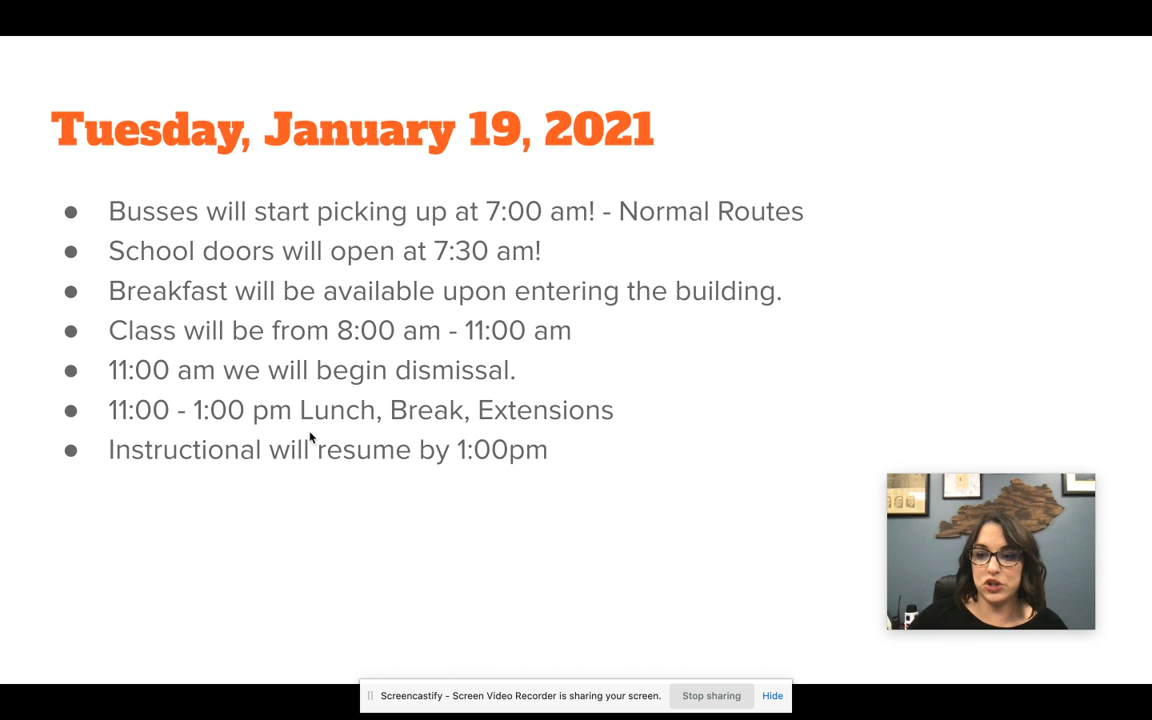 Tuesday, January 19, 2021
Busses will start picking up at 7:00 am! - Normal Routes
School doors will open at 7:30 am!
Breakfast will be available upon entering the building.
Class will be from 8:00 am - 11:00 am
11:00 am we will begin dismissal.
11:00 - 1:00 pm Lunch, Break, Extensions
Instructional will resume by 1:00pm
Screencastify - Screen Video Recorder is sharing your screen. Stop sharing Hide